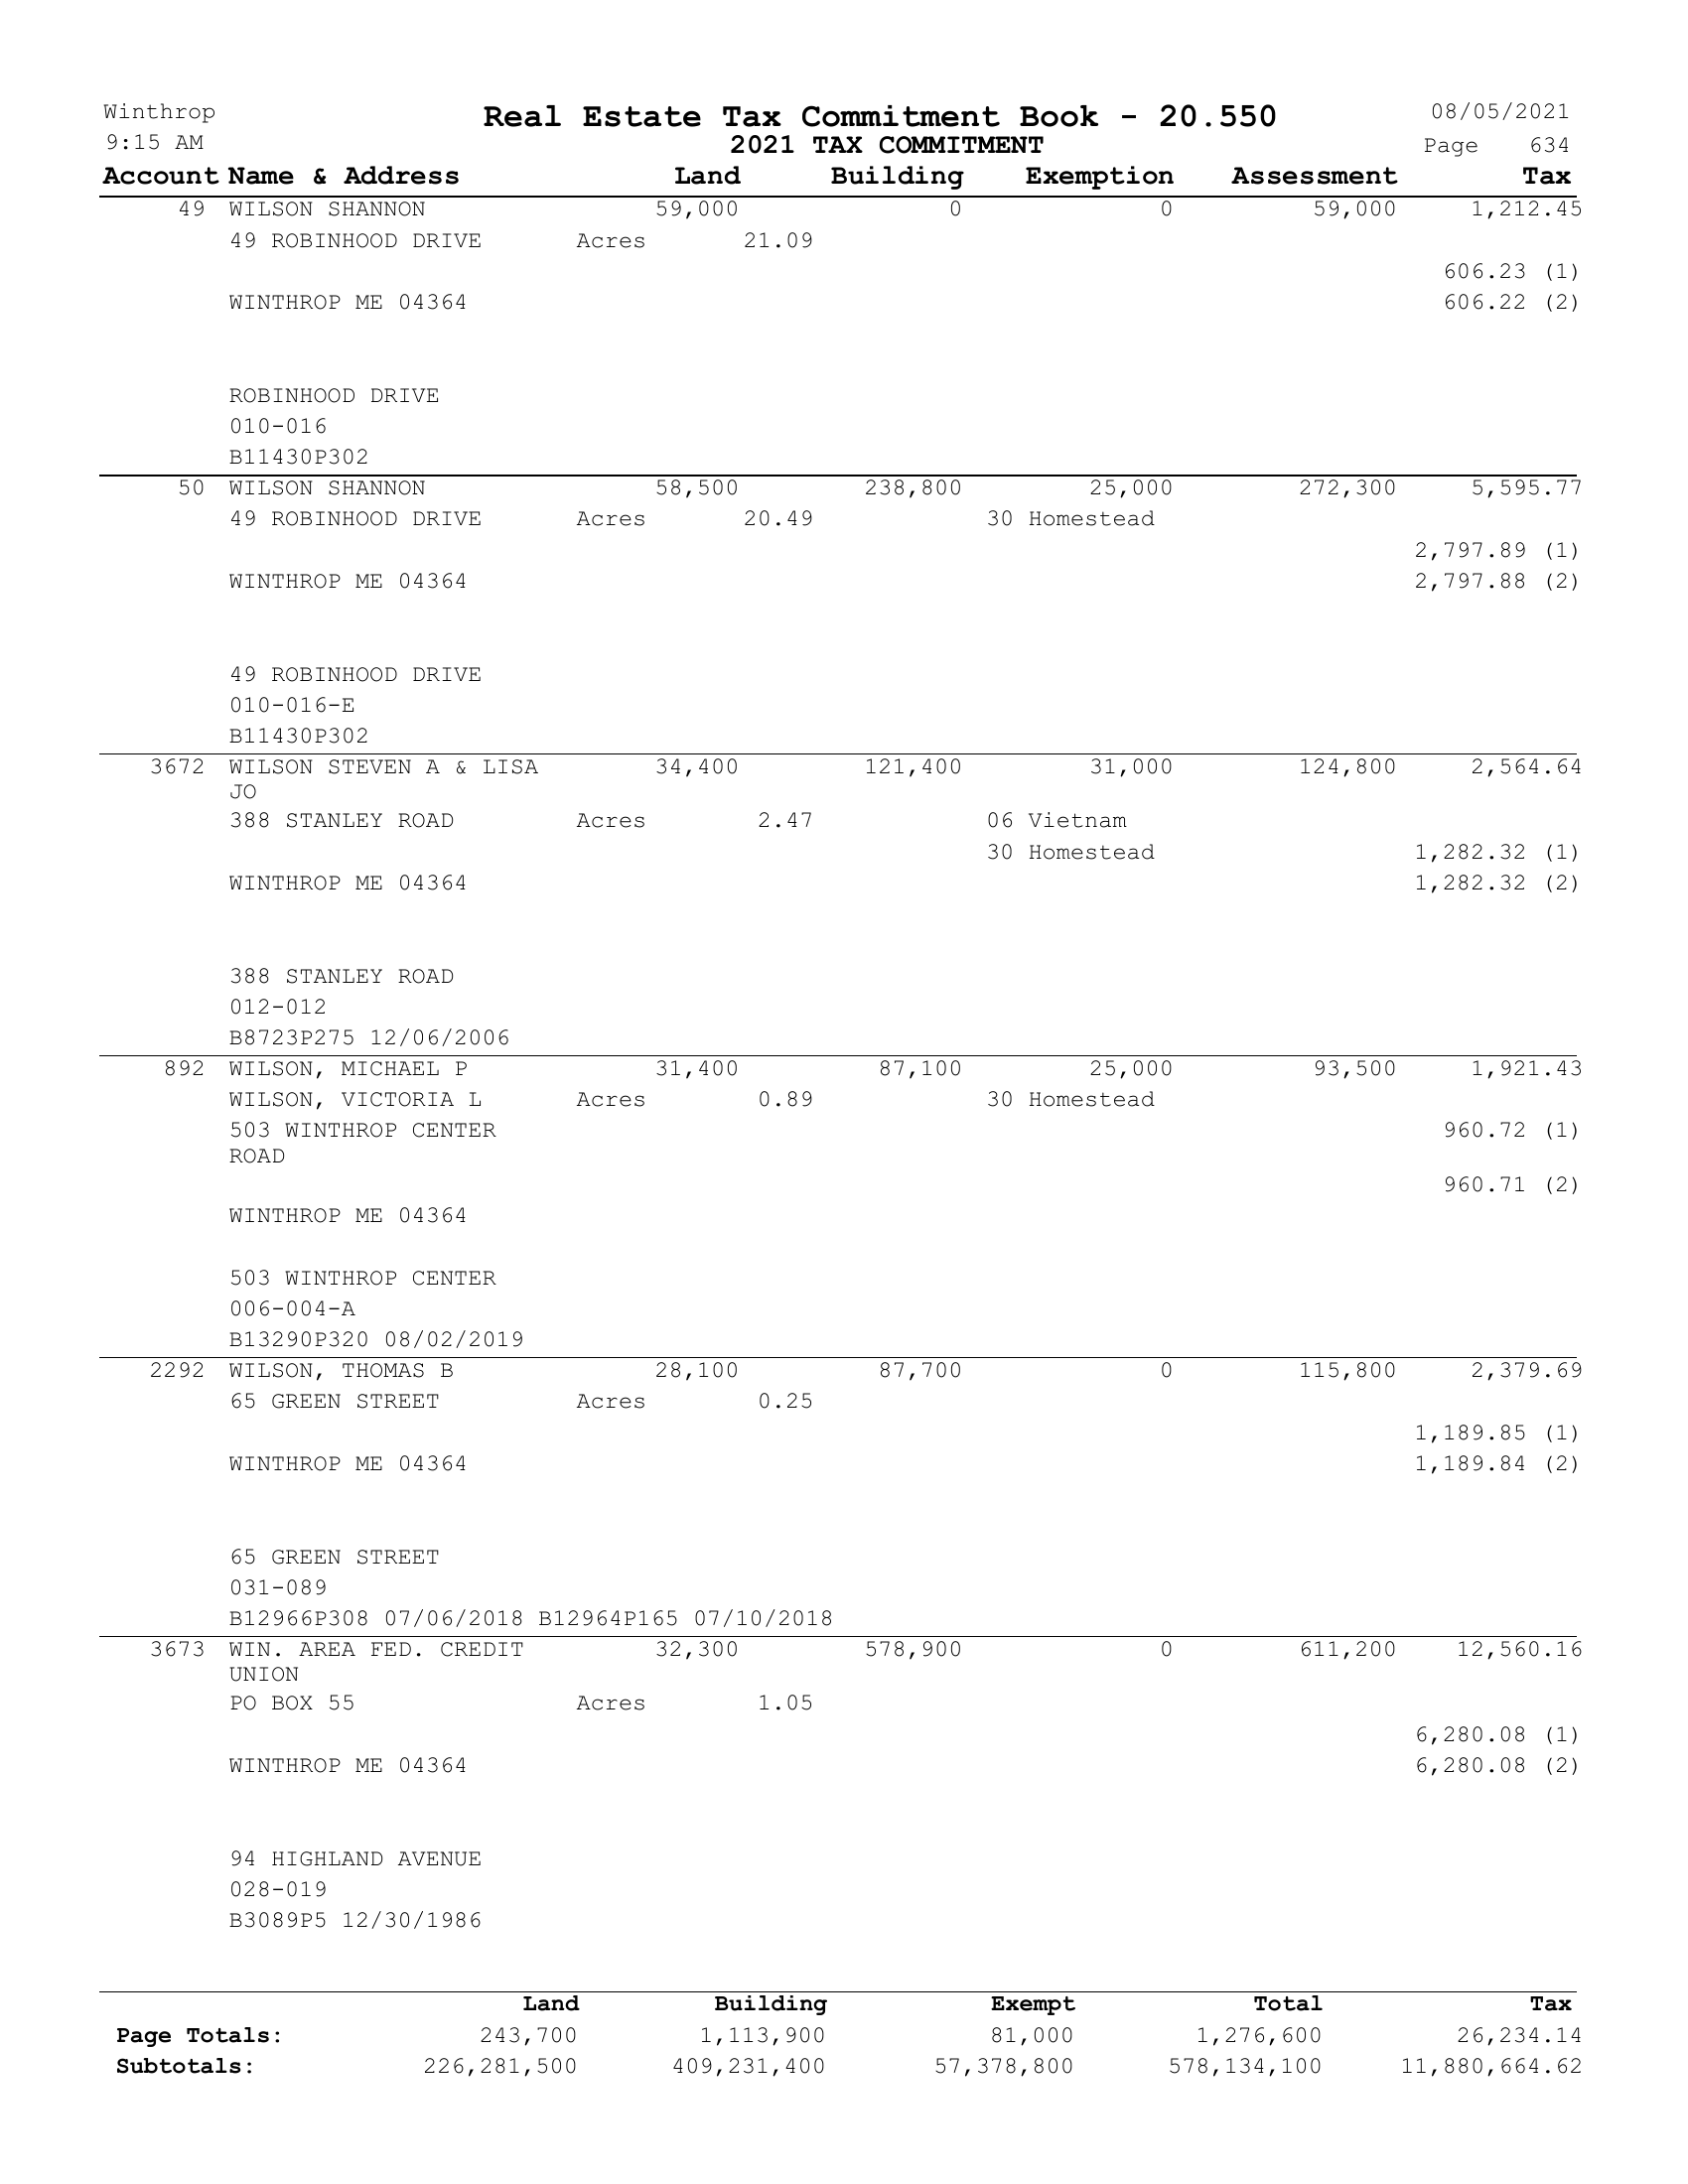 Winthrop Real Estate Tax Commitment Book - 20.550 08/05/2021
9:15 AM 2021 TAX COMMITMENT Page 634
Account Name & Address Land Building Exemption Assessment Tax
49 WILSON SHANNON 59,000 0 0 59,000 1,212.45
49 ROBINHOOD DRIVE Acres 21.09
606.23 (1)
WINTHROP ME 04364 606.22 (2)
ROBINHOOD DRIVE
010-016
B11430P302
50 WILSON SHANNON 58,500 238,800 25,000 272,300 5,595.77
49 ROBINHOOD DRIVE Acres 20.49 30 Homestead
2,797.89 (1)
WINTHROP ME 04364 2,797.88 (2)
49 ROBINHOOD DRIVE
010-016-E
B11430P302
3672 WILSON STEVEN A & LISA 34,400 121,400 31,000 124,800 2,564.64
JO
388 STANLEY ROAD Acres 2.47 06 Vietnam
30 Homestead 1,282.32 (1)
WINTHROP ME 04364 1,282.32 (2)
388 STANLEY ROAD
012-012
B8723P275 12/06/2006
892 WILSON, MICHAEL P 31,400 87,100 25,000 93,500 1,921.43
WILSON, VICTORIA L Acres 0.89 30 Homestead
503 WINTHROP CENTER 960.72 (1)
ROAD
960.71 (2)
WINTHROP ME 04364
503 WINTHROP CENTER
006-004-A
B13290P320 08/02/2019
2292 WILSON, THOMAS B 28,100 87,700 0 115,800 2,379.69
65 GREEN STREET Acres 0.25
1,189.85 (1)
WINTHROP ME 04364 1,189.84 (2)
65 GREEN STREET
031-089
B12966P308 07/06/2018 B12964P165 07/10/2018
3673 WIN. AREA FED. CREDIT 32,300 578,900 0 611,200 12,560.16
UNION
PO BOX 55 Acres 1.05
6,280.08 (1)
WINTHROP ME 04364 6,280.08 (2)
94 HIGHLAND AVENUE
028-019
B3089P5 12/30/1986
Land Building Exempt Total Tax
Page Totals: 243,700 1,113,900 81,000 1,276,600 26,234.14
Subtotals: 226,281,500 409,231,400 57,378,800 578,134,100 11,880,664.62